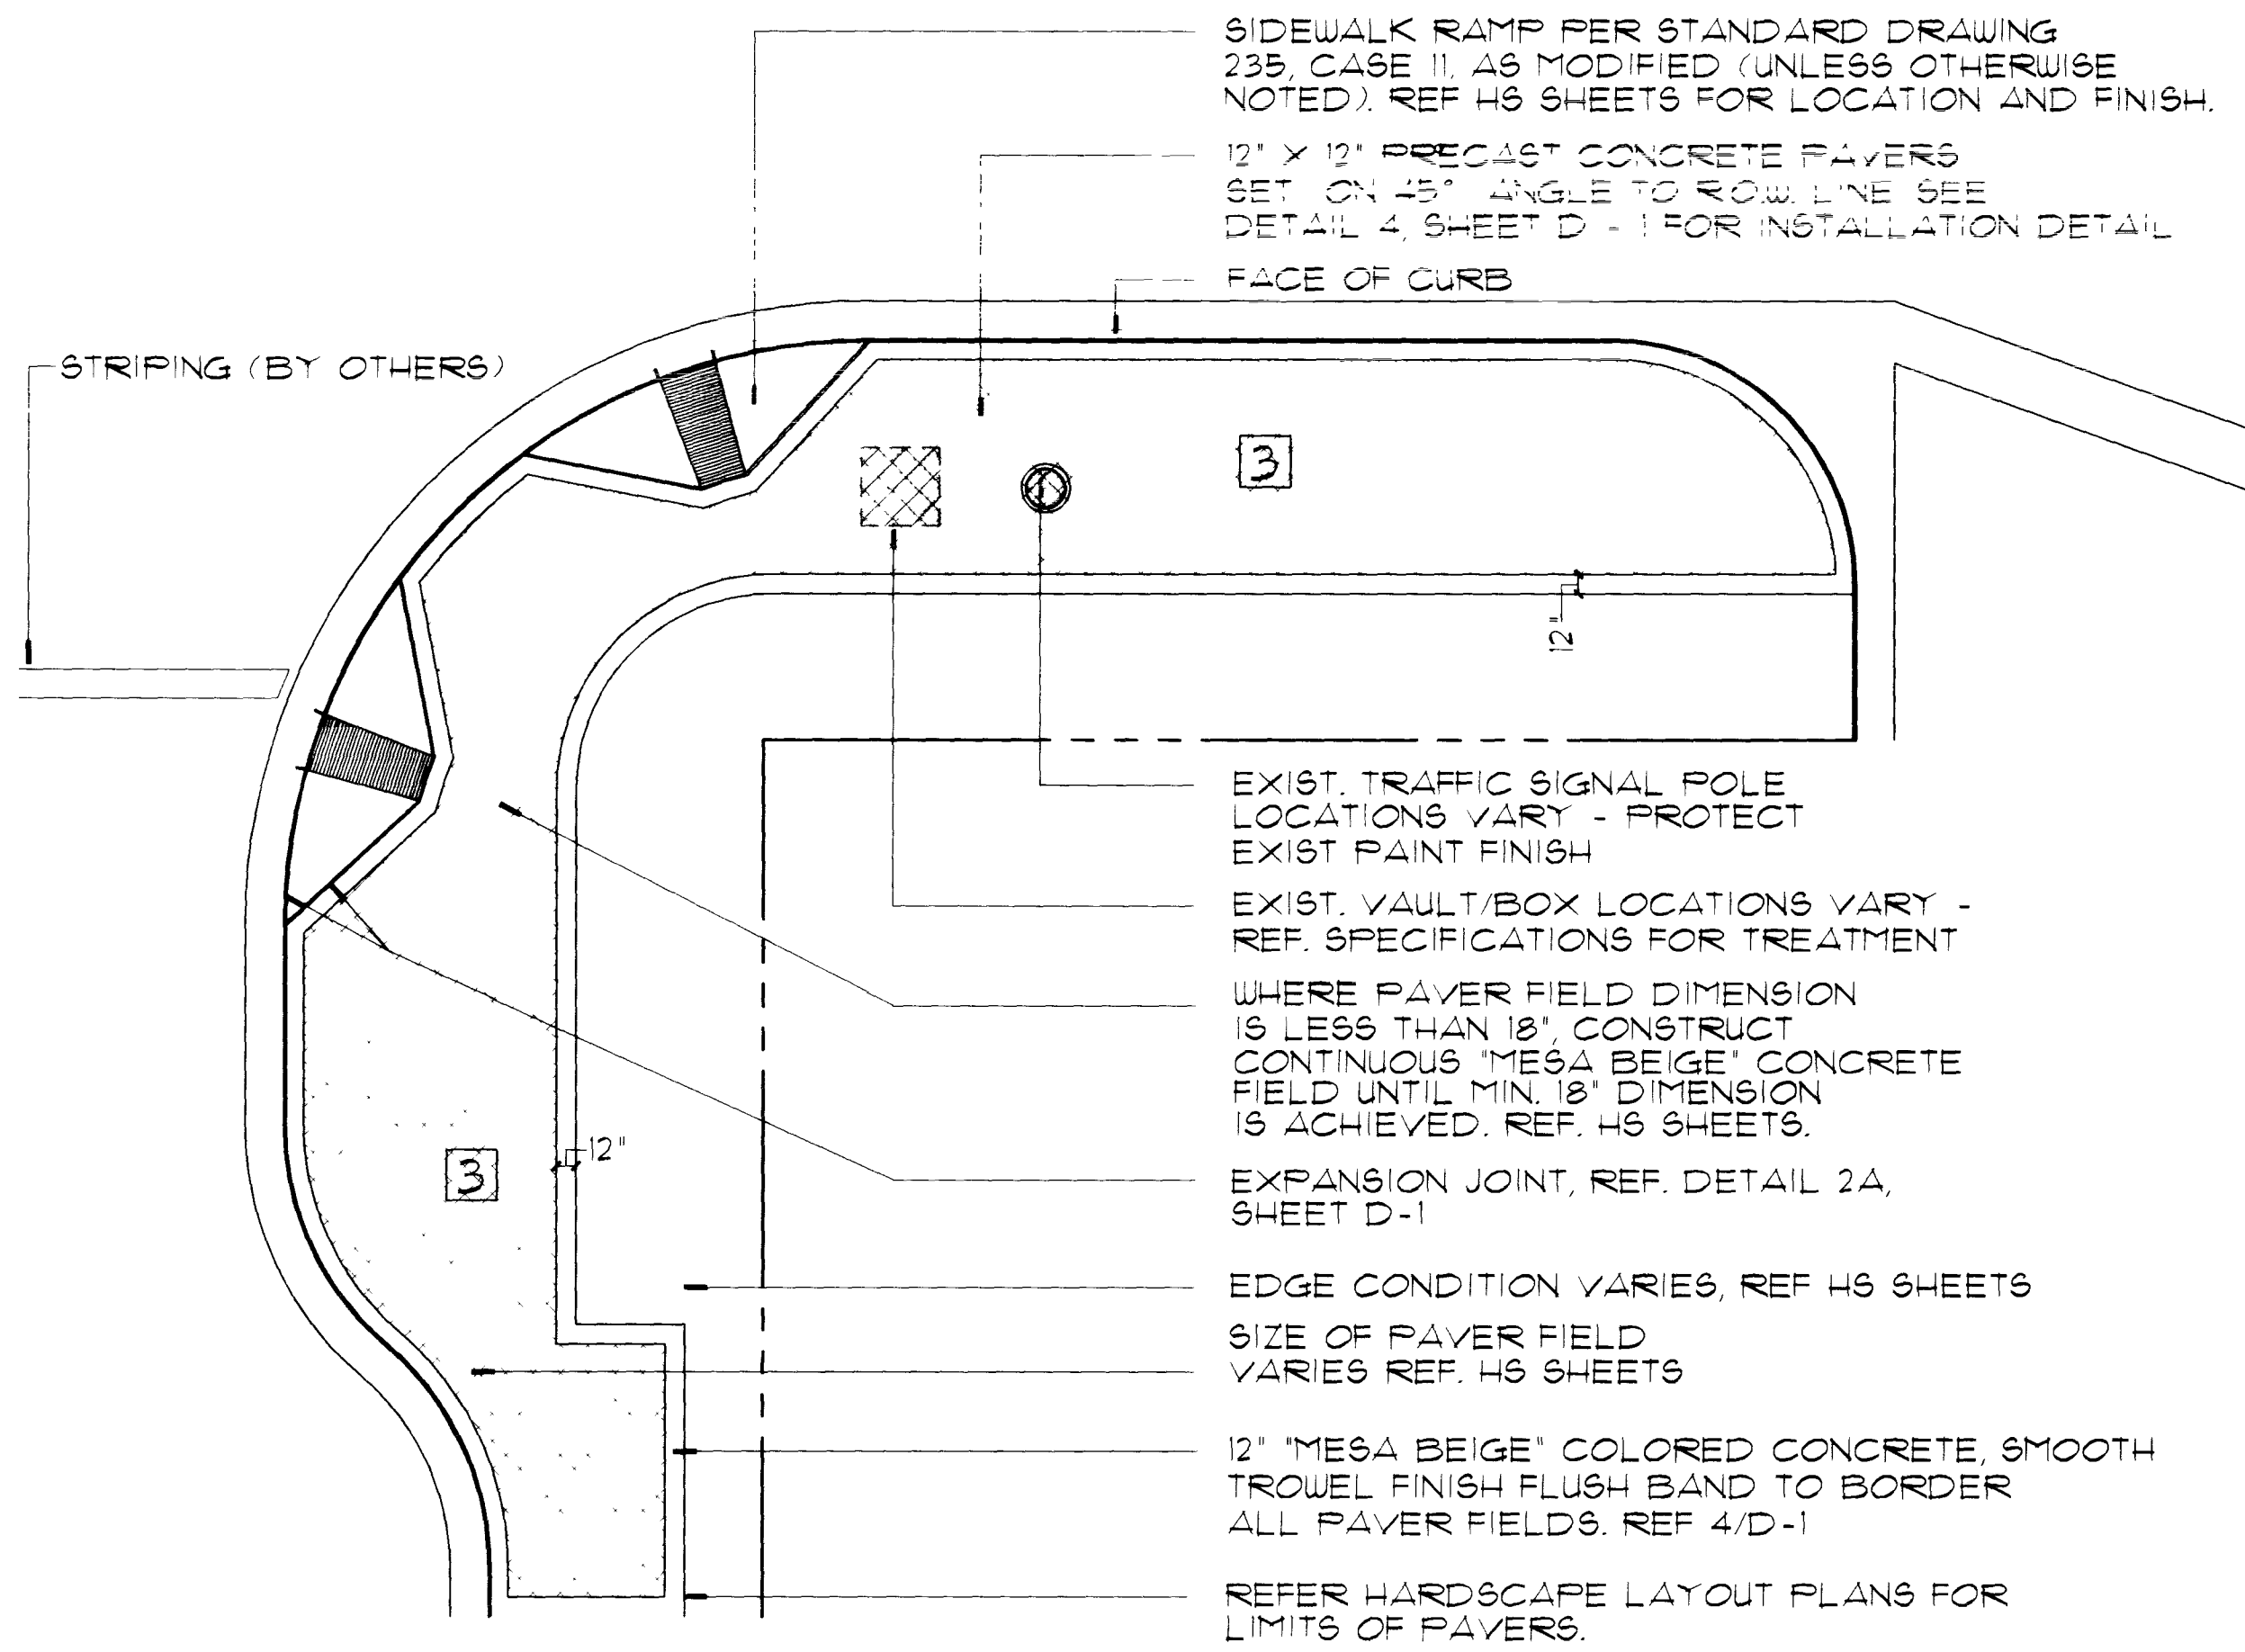 SIDEWALK RAMP PER STANDARD DRAWING
235, CASE 11, AS MODIFIED (UNLESS OTHERWISE
NOTED). REF HS SHEETS FOR LOCATION AND FINISH.
12" X 12" PRECAST CONCRETE PAVERS
SET ON 45° ANGLE TO R.O.W. LINE SEE
DETAIL 4, SHEET D - 1 FOR INSTALLATION DETAIL
FACE OF CURB
STRIPING (BY OTHERS)
3
12"
EXIST. TRAFFIC SIGNAL POLE
LOCATIONS VARY - PROTECT
EXIST PAINT FINISH
EXIST. VAULT/BOX LOCATIONS VARY -
REF. SPECIFICATIONS FOR TREATMENT
WHERE PAVER FIELD DIMENSION
IS LESS THAN 18", CONSTRUCT
CONTINUOUS "MESA BEIGE" CONCRETE
FIELD UNTIL MIN. 18" DIMENSION
IS ACHIEVED. REF. HS SHEETS.
12"
3
EXPANSION JOINT, REF. DETAIL 2A,
SHEET D-1
EDGE CONDITION VARIES, REF HS SHEETS
SIZE OF PAVER FIELD
VARIES REF. HS SHEETS
12" "MESA BEIGE" COLORED CONCRETE, SMOOTH
TROWEL FINISH FLUSH BAND TO BORDER
ALL PAVER FIELDS. REF 4/D-1
REFER HARDSCAPE LAYOUT PLANS FOR
LIMITS OF PAVERS.